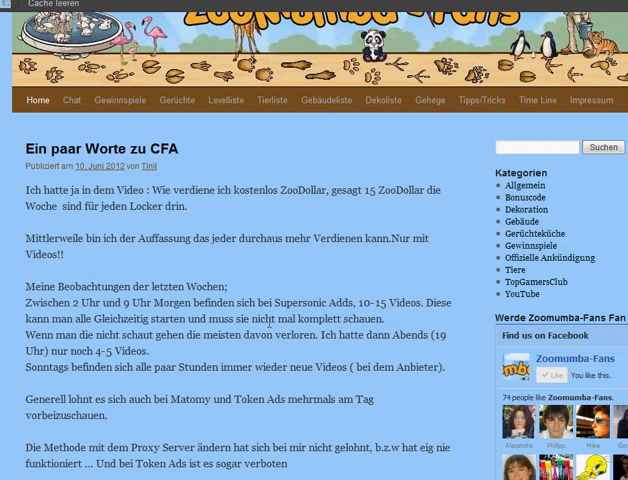 Cache leeren
ZooMumba-Fans
Home Chat Gewinnspiele Gerüchte Levelliste Tierliste Gebäudeliste Dekoliste Gehege Tipps/Tricks Time Line Impressum
Ein paar Worte zu CFA
Publiziert am 10. Juni 2012 von Tinil
Ich hatte ja in dem Video : Wie verdiene ich kostenlos ZooDollar, gesagt 15 ZooDollar die
Woche sind für jeden Locker drin.
Mittlerweile bin ich der Auffassung das jeder durchaus mehr Verdienen kann.Nur mit
Videos!!
Meine Beobachtungen der letzten Wochen;
Zwischen 2 Uhr und 9 Uhr Morgen befinden sich bei Supersonic Adds, 10-15 Videos. Diese
kann man alle Gleichzeitig starten und muss sie nicht mal komplett schauen.
Wenn man die nicht schaut gehen die meisten davon verloren. Ich hatte dann Abends (19
Uhr) nur noch 4-5 Videos.
Sonntags befinden sich alle paar Stunden immer wieder neue Videos ( bei dem Anbieter).
Generell lohnt es sich auch bei Matomy und Token Ads mehrmals am Tag
vorbeizuschauen.
Die Methode mit dem Proxy Server ändern hat sich bei mir nicht gelohnt, b.z.w hat eig nie
funktioniert ... Und bei Token Ads ist es sogar verboten
Suchen
Kategorien
Allgemein
Bonuscode
Dekoration
Gebäude
Gerüchteküche
Gewinnspiele
Offizielle Ankündigung
Tiere
TopGamersClub
YouTube
Werde Zoomumba-Fans Fan
Find us on Facebook
Zoomumba-Fans
Like You like this.
74 people like Zoomumba-Fans.
Alexandra Philipp Mike